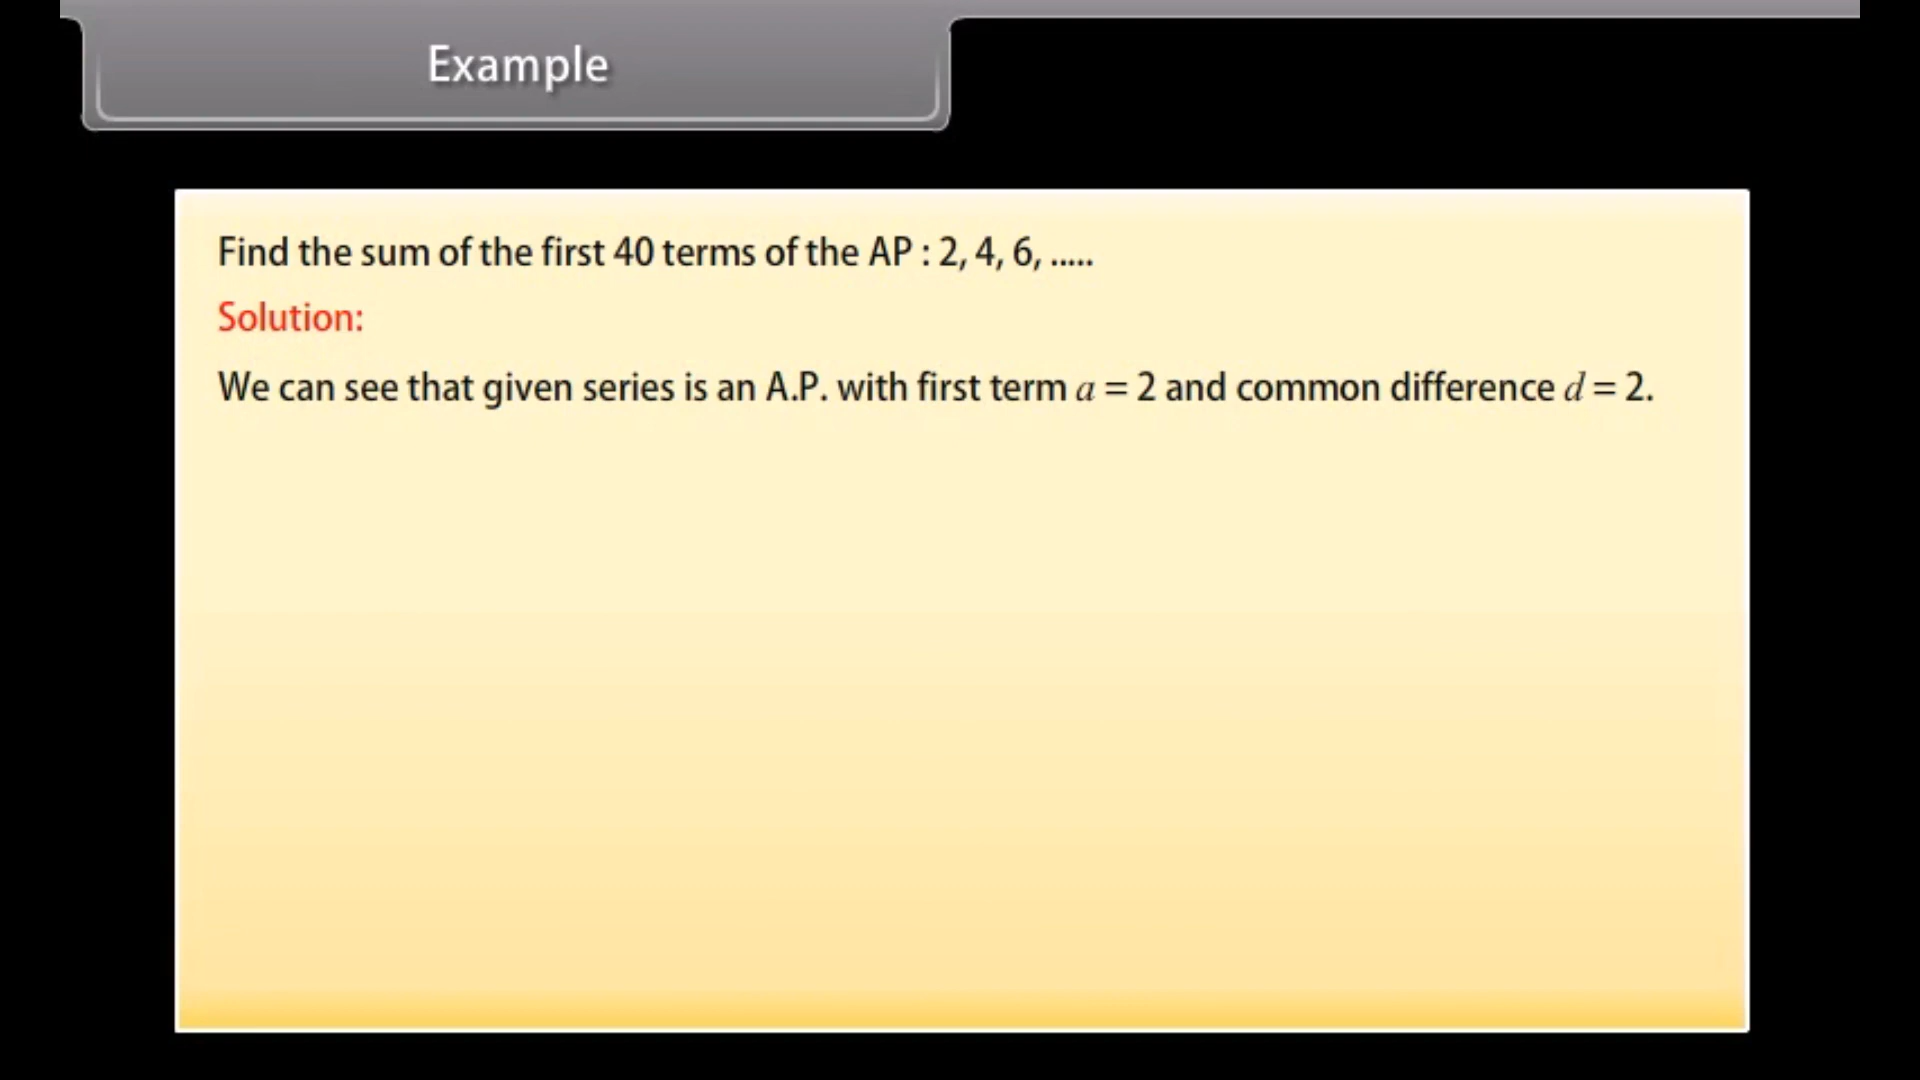 Example
Find the sum of the first 40 terms of the AP : 2, 4, 6, .....
Solution:
We can see that given series is an A.P. with first term a = 2 and common difference d = 2.